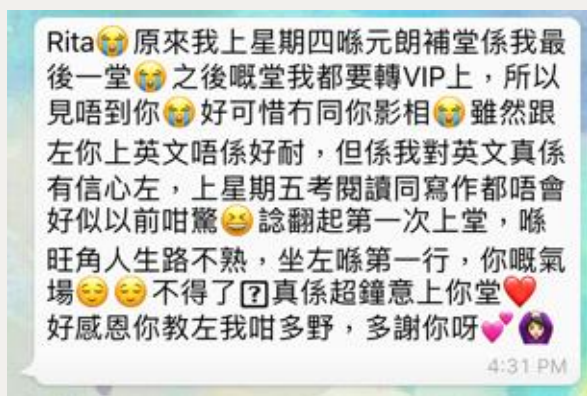 Rita😭原來我上星期四喺元朗補堂係我最
後一堂😭之後嘅堂我都要轉VIP上，所以
見唔到你😭好可惜冇同你影相😭雖然跟
左你上英文唔係好耐，但係我對英文真係
有信心左，上星期五考閱讀同寫作都唔會
好似以前咁驚😆諗翻起第一次上堂，喺
旺角人生路不熟，坐左喺第一行，你嘅氣
場😌😌不得了⍰真係超鐘意上你堂❤️
好感恩你教左我咁多野，多謝你呀💕🙆🏻
4:31 PM